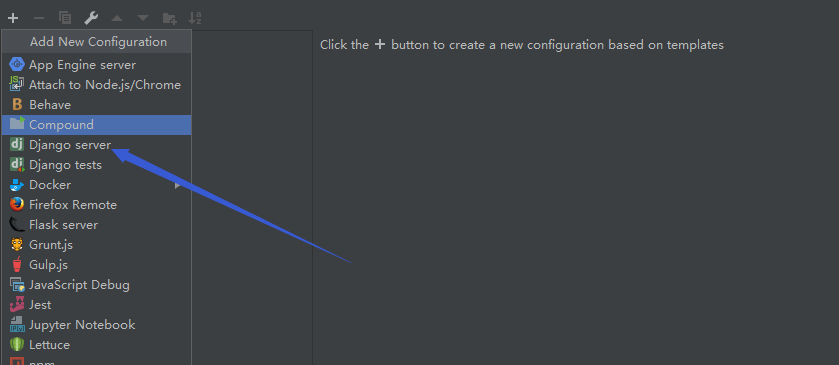 Add New Configuration
Click the + button to create a new configuration based on templates
App Engine server
Attach to Node.js/Chrome
Behave
Compound
Django server
Django tests
Docker
Firefox Remote
Flask server
Grunt.js
Gulp.js
JavaScript Debug
Jest
Jupyter Notebook
Lettuce
npm